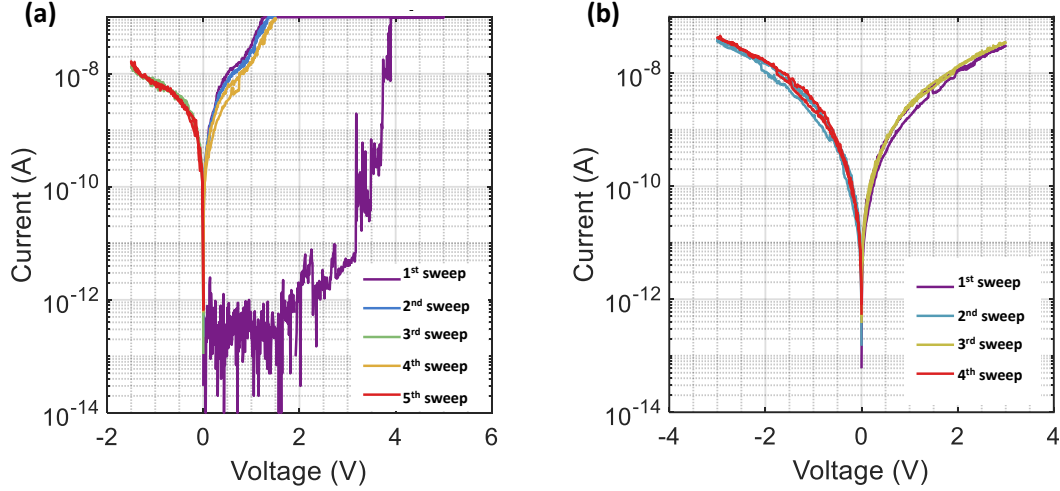 (a)
10⁻⁸
10⁻¹⁰
10⁻¹²
10⁻¹⁴
Current (A)
-2
0
2
4
6
Voltage (V)
1ˢᵗ sweep
2ⁿᵈ sweep
3ʳᵈ sweep
4ᵗʰ sweep
5ᵗʰ sweep
(b)
10⁻⁸
10⁻¹⁰
10⁻¹²
10⁻¹⁴
Current (A)
-4
-2
0
2
4
Voltage (V)
1ˢᵗ sweep
2ⁿᵈ sweep
3ʳᵈ sweep
4ᵗʰ sweep